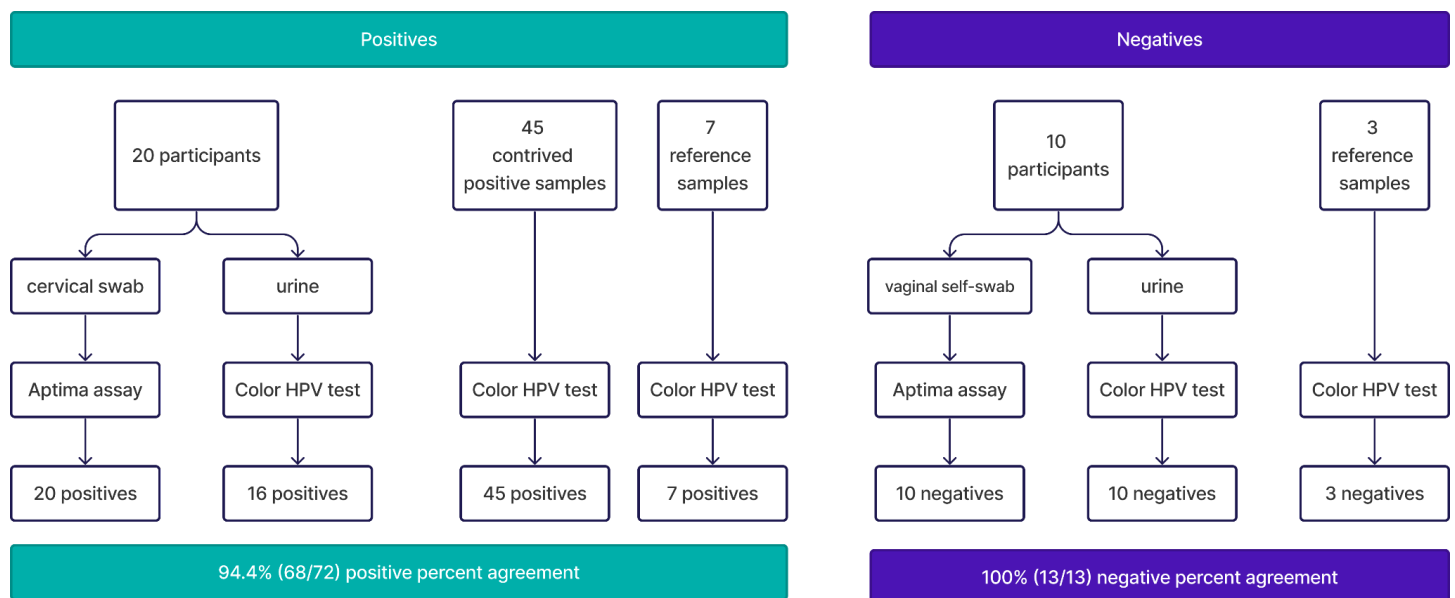 Positives
Negatives
20 participants
45
contrived
positive samples
7
reference
samples
10
participants
3
reference
samples
cervical swab
urine
vaginal self-swab
urine
Aptima assay
Color HPV test
Color HPV test
Color HPV test
Aptima assay
Color HPV test
Color HPV test
20 positives
16 positives
45 positives
7 positives
10 negatives
10 negatives
3 negatives
94.4% (68/72) positive percent agreement
100% (13/13) negative percent agreement